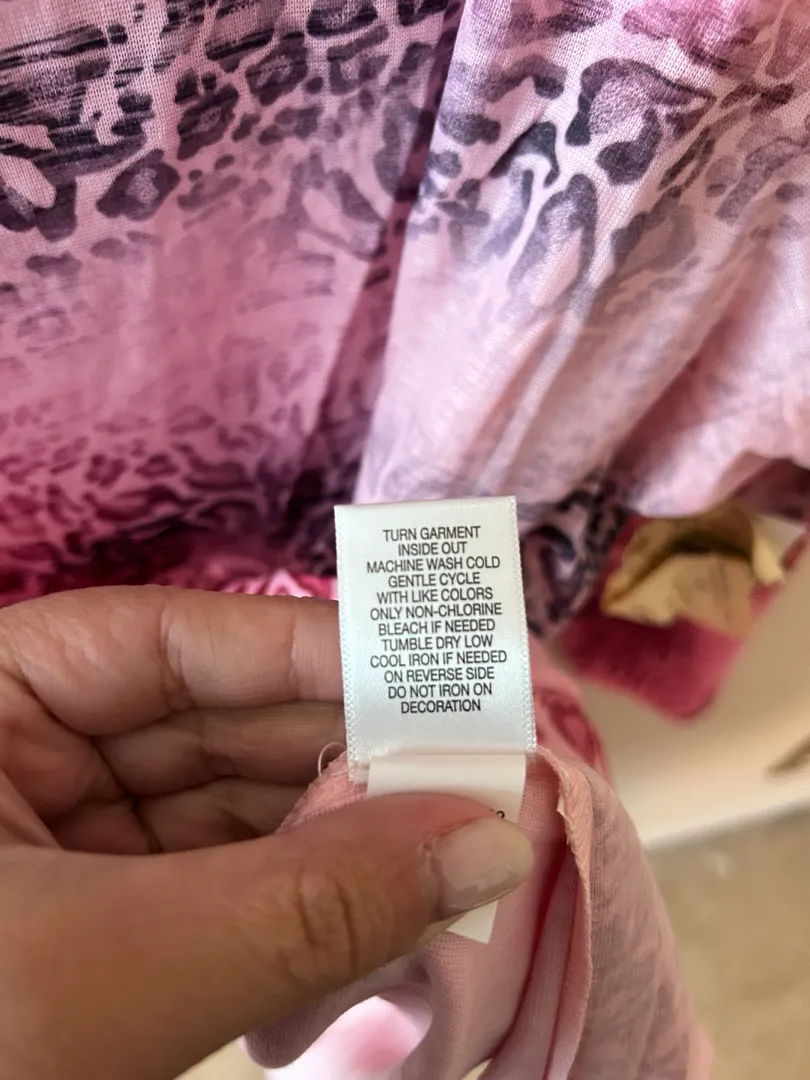 TURN GARMENT
INSIDE OUT
MACHINE WASH COLD
GENTLE CYCLE
WITH LIKE COLORS
ONLY NON-CHLORINE
BLEACH IF NEEDED
TUMBLE DRY LOW
COOL IRON IF NEEDED
ON REVERSE SIDE
DO NOT IRON ON
DECORATION